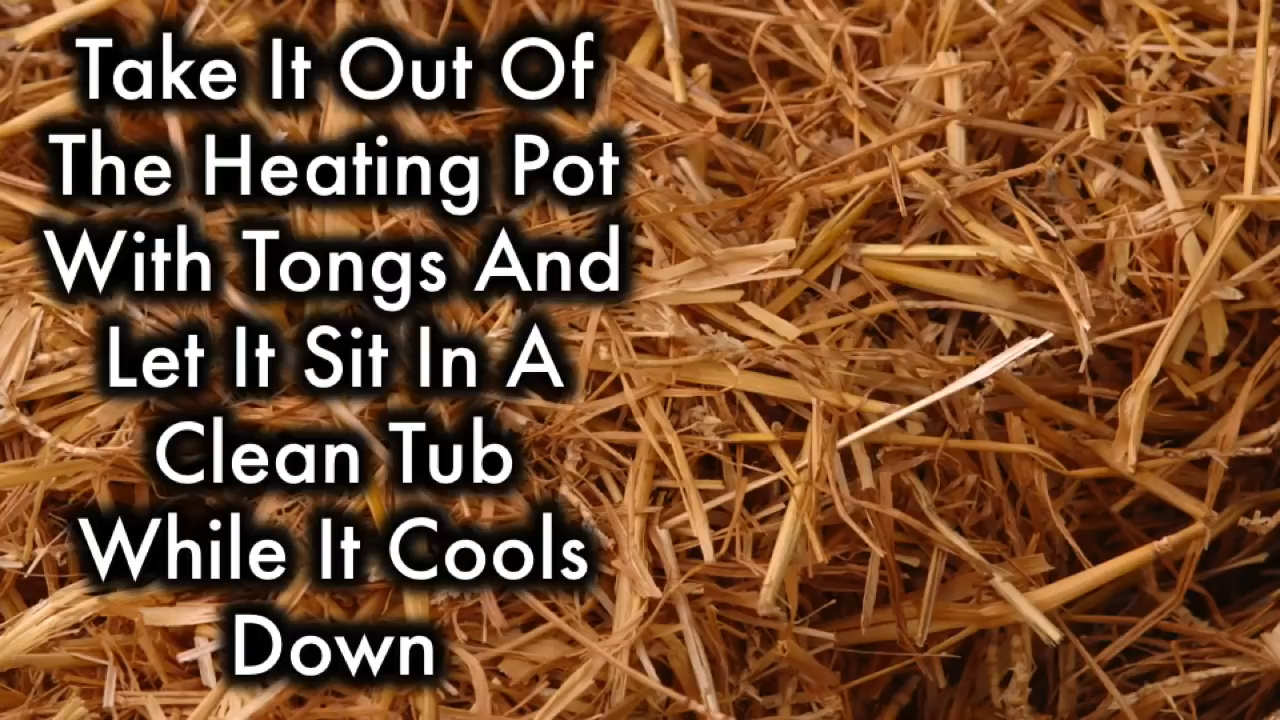 Take It Out Of
The Heating Pot
With Tongs And
Let It Sit In A
Clean Tub
While It Cools
Down